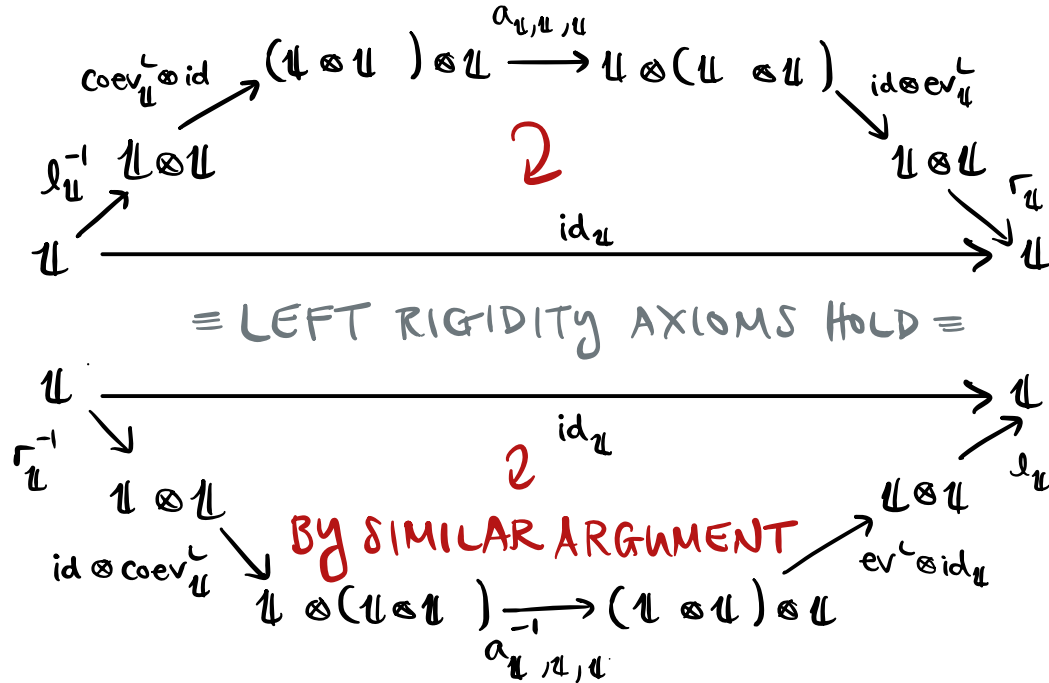 a_{𝟙,𝟙,𝟙}
coev^L_𝟙 ⊗ id (𝟙 ⊗ 𝟙) ⊗ 𝟙 → 𝟙 ⊗ (𝟙 ⊗ 𝟙) id ⊗ ev^L_𝟙
l_𝟙^{-1} 𝟙 ⊗ 𝟙 𝟙 ⊗ 𝟙 r_𝟙
𝟙 id_𝟙 𝟙
≡ LEFT RIGIDITY AXIOMS HOLD ≡
𝟙 → 𝟙
r_𝟙^{-1} id_𝟙 l_𝟙
𝟙 ⊗ 𝟙 𝟙 ⊗ 𝟙
BY SIMILAR ARGUMENT
id ⊗ coev^L_𝟙 ev^L ⊗ id_𝟙
𝟙 ⊗ (𝟙 ⊗ 𝟙) → (𝟙 ⊗ 𝟙) ⊗ 𝟙
a^{-1}_{𝟙,𝟙,𝟙}